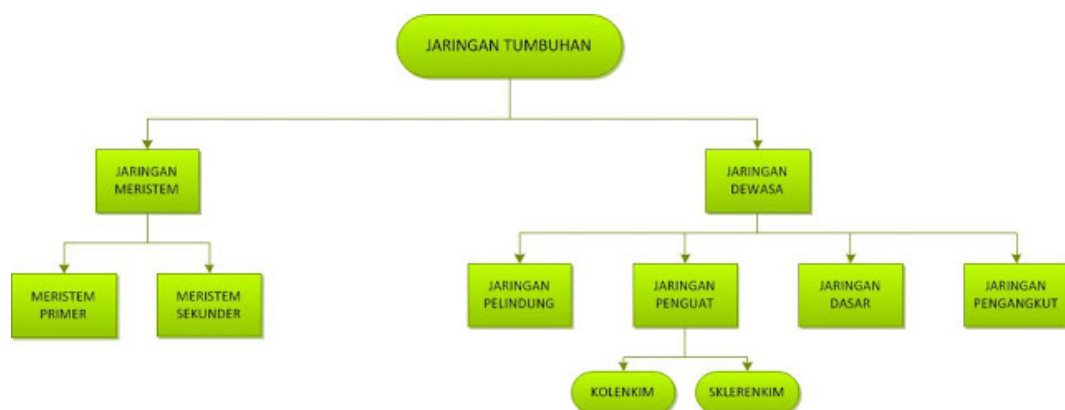 JARINGAN TUMBUHAN
JARINGAN
MERISTEM
JARINGAN
DEWASA
MERISTEM
PRIMER
MERISTEM
SEKUNDER
JARINGAN
PELINDUNG
JARINGAN
PENGUAT
JARINGAN
DASAR
JARINGAN
PENGANGKUT
KOLENKIM
SKLERENKIM